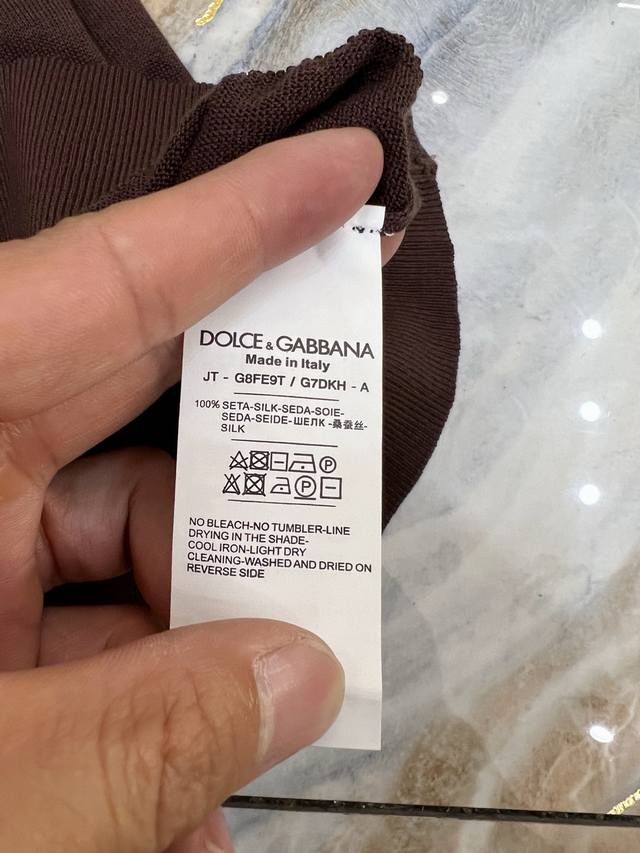 DOLCE & GABBANA
Made in Italy
JT - G8FE9T / G7DKH - A
100% SETA-SILK-SEDA-SOIE-
SEDA-SEIDE-ШЕЛК -桑蚕丝-
SILK
P
P
NO BLEACH-NO TUMBLER-LINE
DRYING IN THE SHADE-
COOL IRON-LIGHT DRY
CLEANING-WASHED AND DRIED ON
REVERSE SIDE